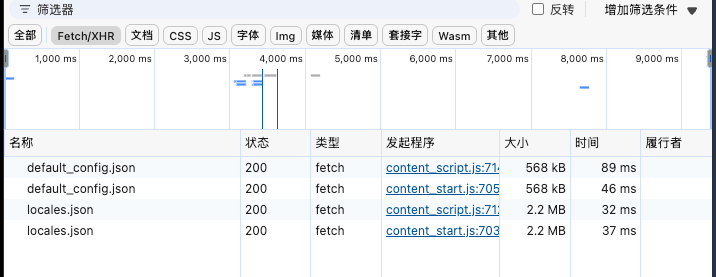 筛选器 反转 增加筛选条件
全部 Fetch/XHR 文档 CSS JS 字体 Img 媒体 清单 套接字 Wasm 其他
1,000 ms 2,000 ms 3,000 ms 4,000 ms 5,000 ms 6,000 ms 7,000 ms 8,000 ms 9,000 ms
名称 状态 类型 发起程序 大小 时间 履行者
default_config.json 200 fetch content_script.js:714 568 kB 89 ms
default_config.json 200 fetch content_start.js:705 568 kB 46 ms
locales.json 200 fetch content_script.js:712 2.2 MB 32 ms
locales.json 200 fetch content_start.js:703 2.2 MB 37 ms